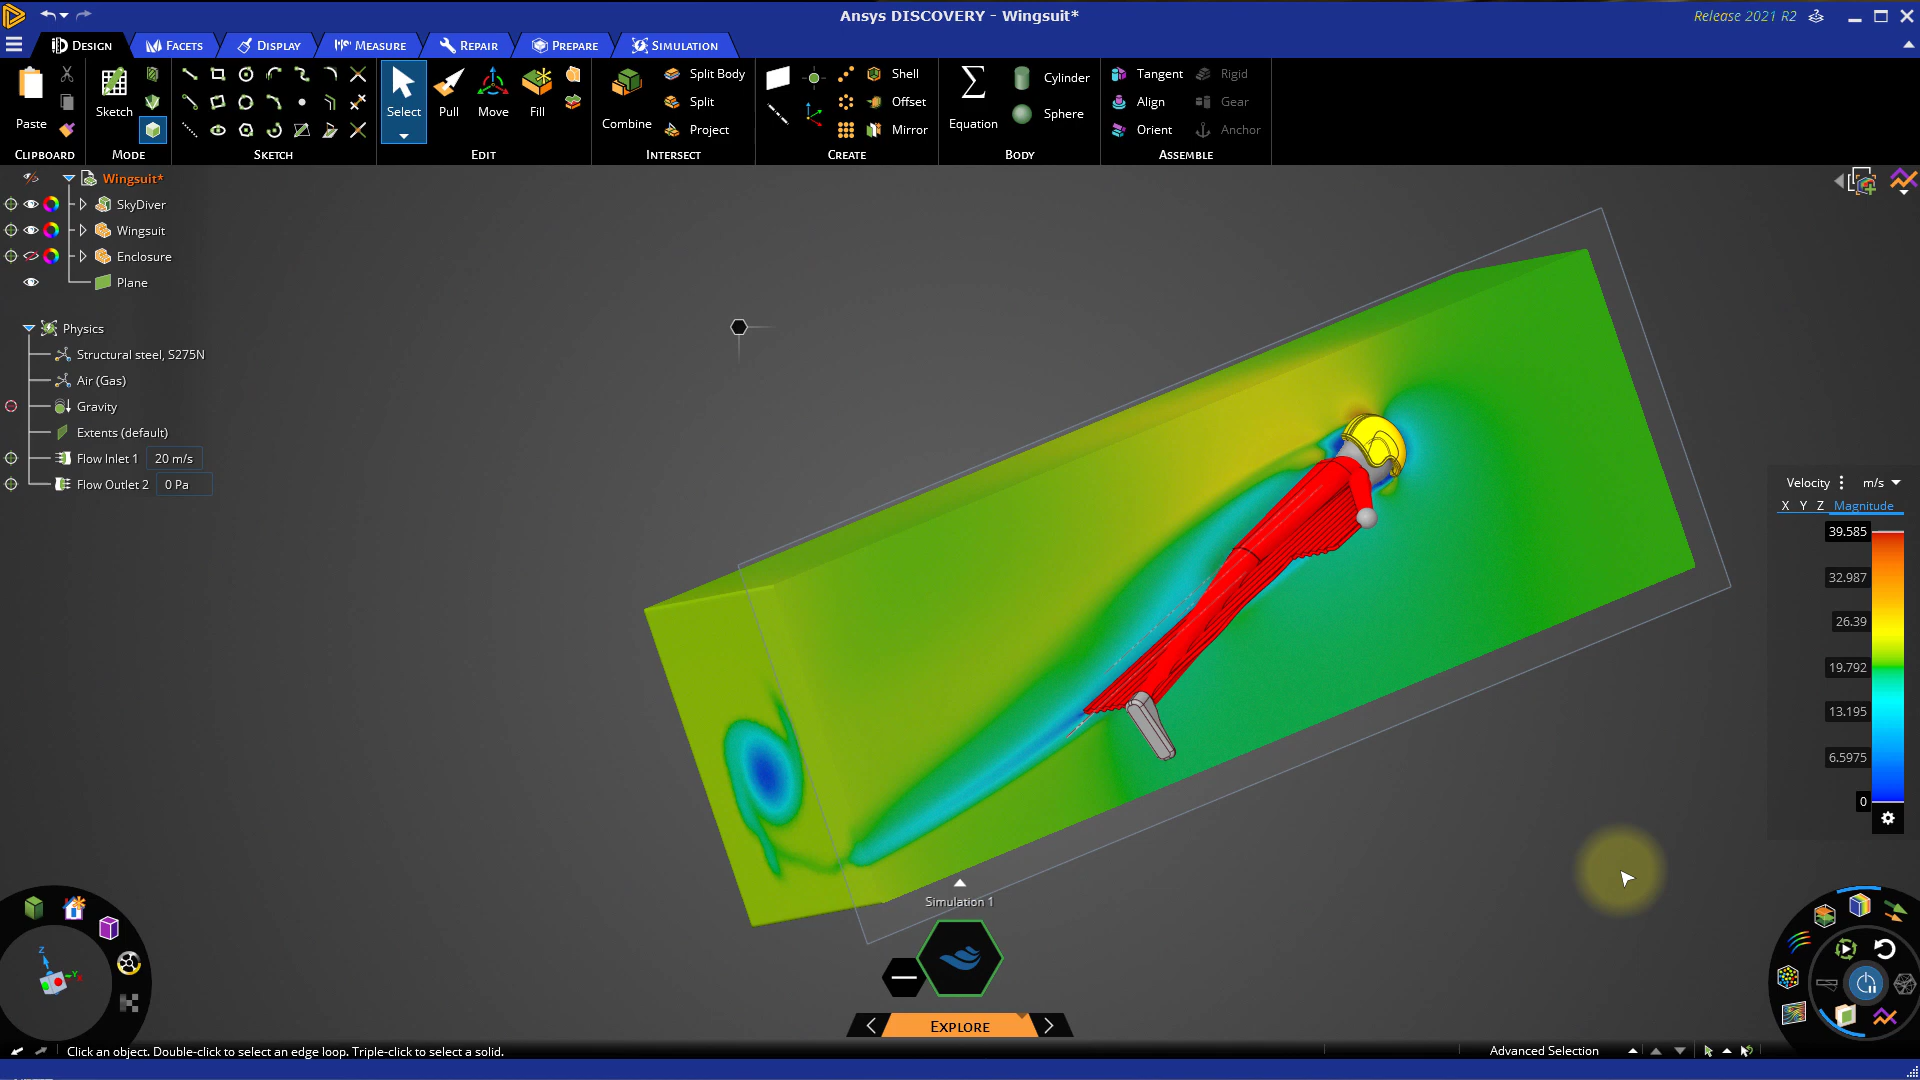 Ansys DISCOVERY - Wingsuit*
Release 2021 R2
DESIGN
FACETS
DISPLAY
MEASURE
REPAIR
PREPARE
SIMULATION
Paste
CLIPBOARD
Sketch
MODE
SKETCH
Select
Pull
Move
Fill
EDIT
Combine
Split Body
Split
Project
INTERSECT
Shell
Offset
Mirror
CREATE
Equation
Cylinder
Sphere
BODY
Tangent
Align
Orient
Rigid
Gear
Anchor
ASSEMBLE
Wingsuit*
SkyDiver
Wingsuit
Enclosure
Plane
Physics
Structural steel, S275N
Air (Gas)
Gravity
Extents (default)
Flow Inlet 1 20 m/s
Flow Outlet 2 0 Pa
Velocity m/s
X Y Z Magnitude
39.585
32.987
26.39
19.792
13.195
6.5975
0
Simulation 1
EXPLORE
Z
Y
Click an object. Double-click to select an edge loop. Triple-click to select a solid.
Advanced Selection